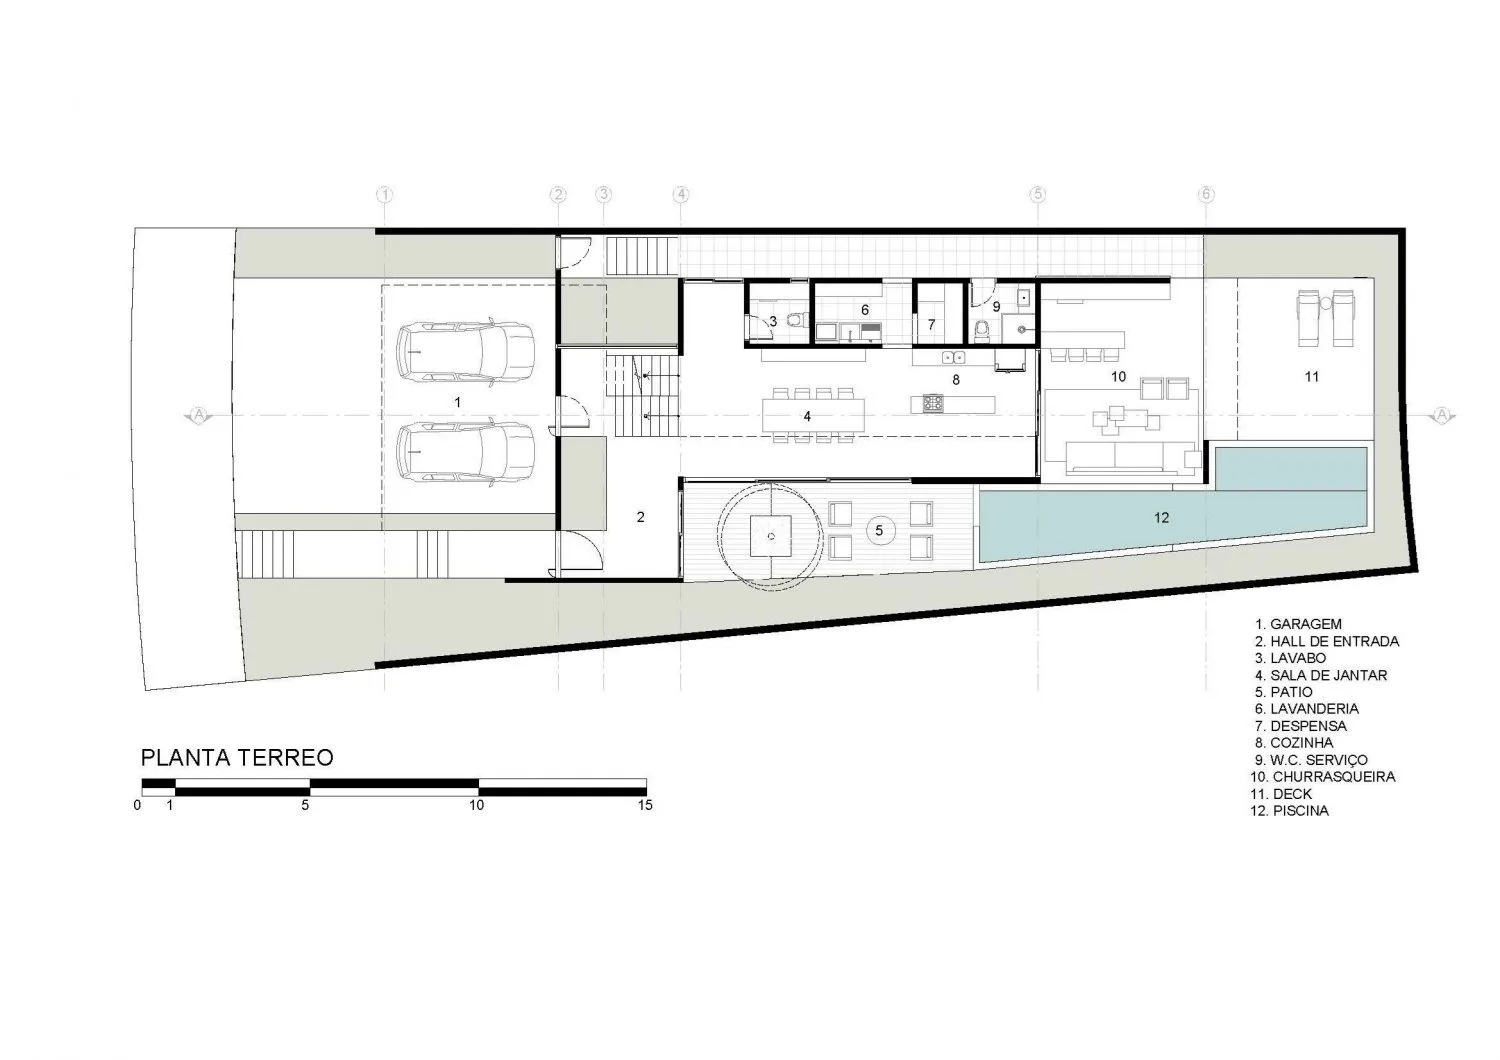 1 2 3 4 5 6
3 6 7 9
8 10 11
1
A 4 A
2 5 12
1. GARAGEM
2. HALL DE ENTRADA
3. LAVABO
4. SALA DE JANTAR
5. PATIO
6. LAVANDERIA
7. DESPENSA
8. COZINHA
9. W.C. SERVIÇO
10. CHURRASQUEIRA
11. DECK
12. PISCINA
PLANTA TERREO
0 1 5 10 15